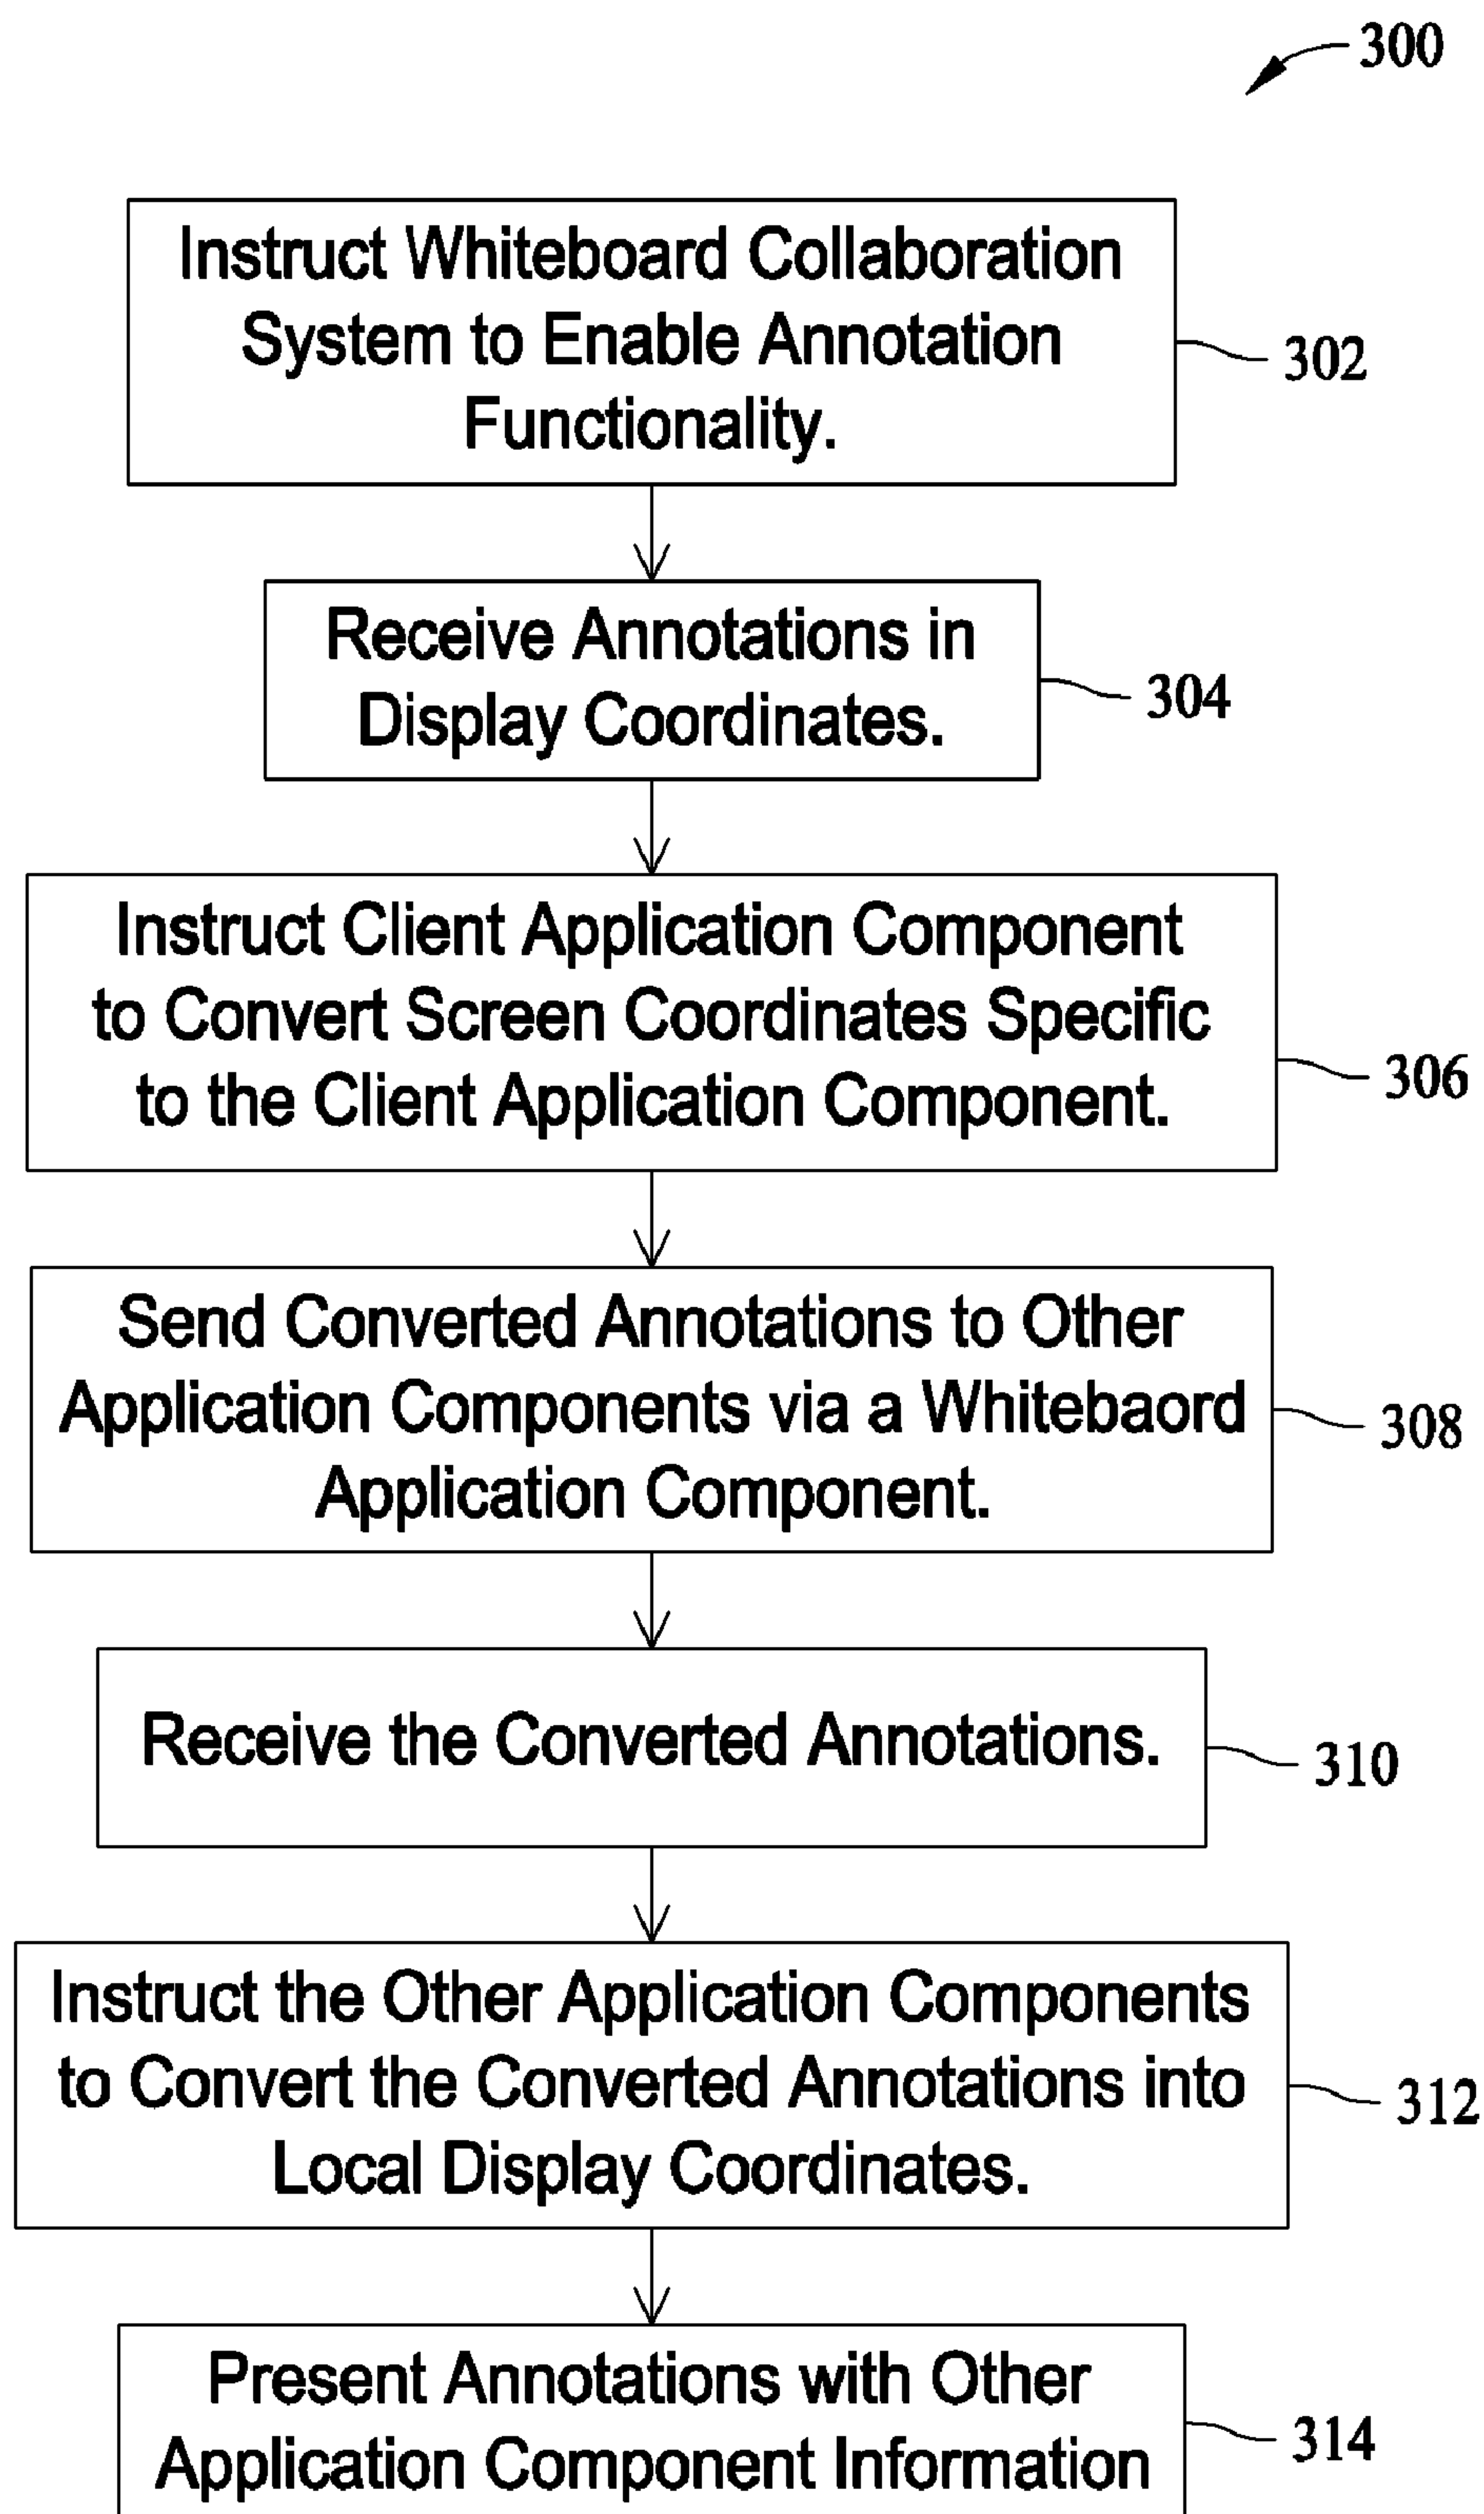 300
Instruct Whiteboard Collaboration
System to Enable Annotation
Functionality.
302
Receive Annotations in
Display Coordinates.
304
Instruct Client Application Component
to Convert Screen Coordinates Specific
to the Client Application Component.
306
Send Converted Annotations to Other
Application Components via a Whitebaord
Application Component.
308
Receive the Converted Annotations.
310
Instruct the Other Application Components
to Convert the Converted Annotations into
Local Display Coordinates.
312
Present Annotations with Other
Application Component Information
314